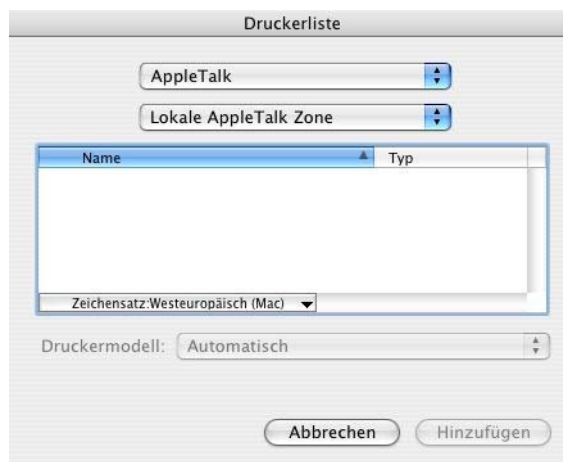 Druckerliste
AppleTalk
Lokale AppleTalk Zone
Name Typ
Zeichensatz:Westeuropäisch (Mac)
Druckermodell: Automatisch
Abbrechen Hinzufügen